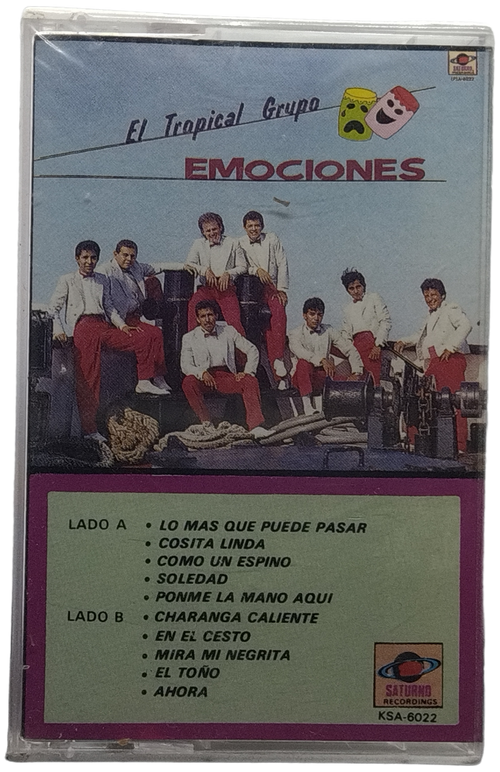 El Tropical Grupo
EMOCIONES
LADO A • LO MAS QUE PUEDE PASAR
• COSITA LINDA
• COMO UN ESPINO
• SOLEDAD
• PONME LA MANO AQUI
LADO B • CHARANGA CALIENTE
• EN EL CESTO
• MIRA MI NEGRITA
• EL TOÑO
• AHORA
SATURNO
RECORDINGS
KSA-6022